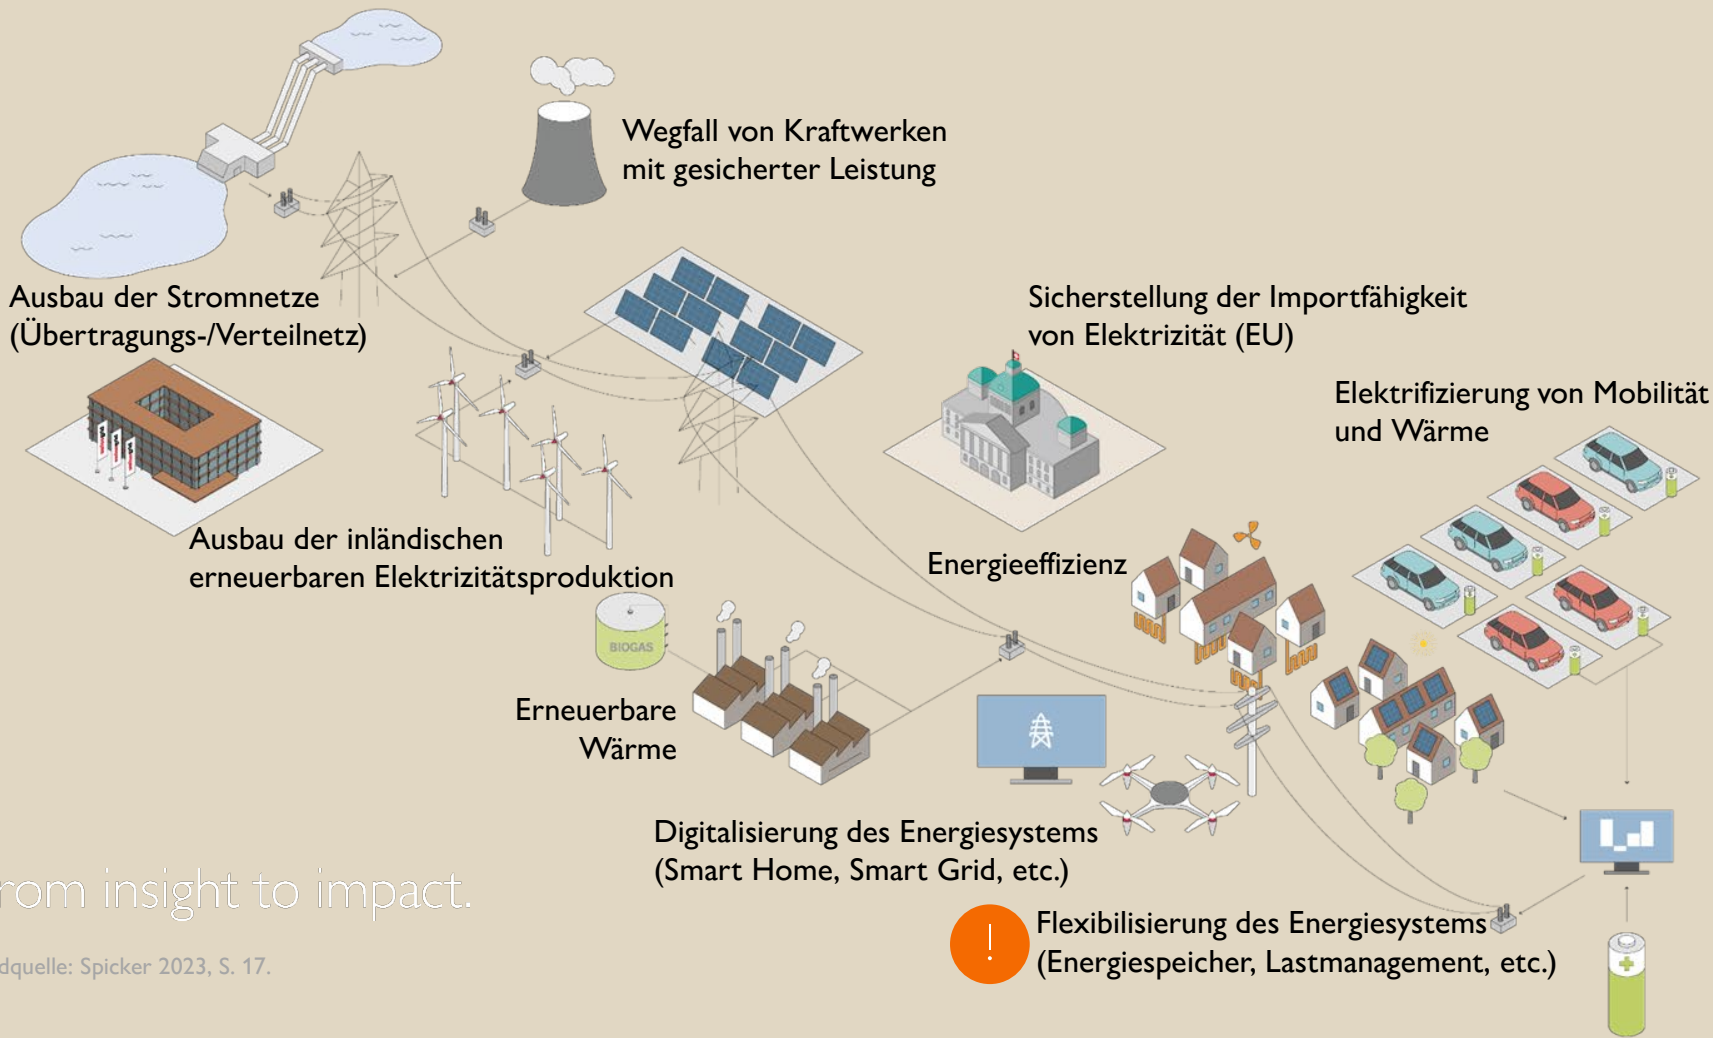 Wegfall von Kraftwerken
mit gesicherter Leistung
Ausbau der Stromnetze
(Übertragungs-/Verteilnetz)
Sicherstellung der Importfähigkeit
von Elektrizität (EU)
Elektrifizierung von Mobilität
und Wärme
Ausbau der inländischen
erneuerbaren Elektrizitätsproduktion
Energieeffizienz
BIOGAS
Erneuerbare
Wärme
Digitalisierung des Energiesystems
(Smart Home, Smart Grid, etc.)
rom insight to impact.
!
Flexibilisierung des Energiesystems
(Energiespeicher, Lastmanagement, etc.)
dquelle: Spicker 2023, S. 17.